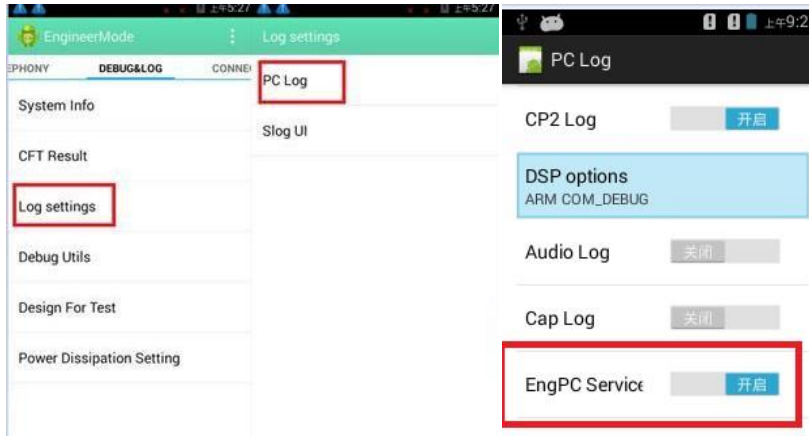 上午5:27
EngineerMode
EPHONY DEBUG&LOG CONNE
System Info
CFT Result
Log settings
Debug Utils
Design For Test
Power Dissipation Setting
上午5:27
Log settings
PC Log
Slog UI
上午9:2
PC Log
CP2 Log 开启
DSP options
ARM COM_DEBUG
Audio Log 关闭
Cap Log 关闭
EngPC Service 开启